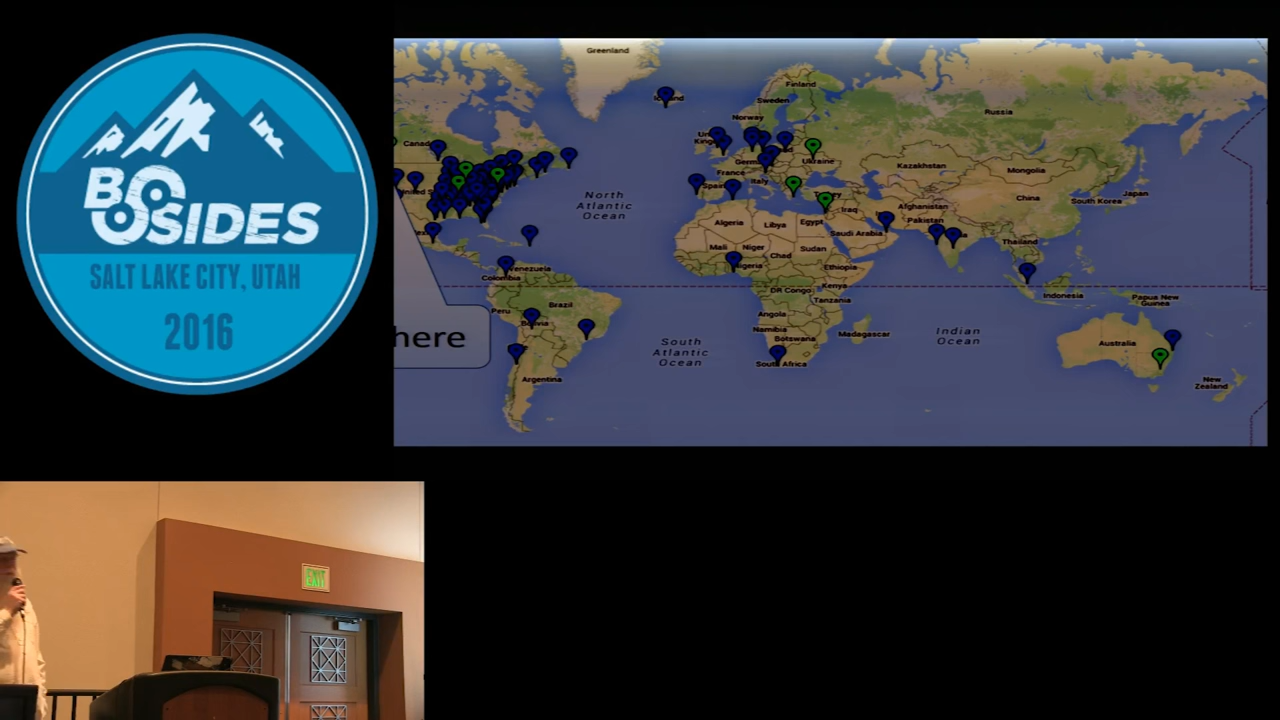 BSIDES
SALT LAKE CITY, UTAH
2016
Greenland
Finland
Sweden
Norway
Russia
Canad
Ukraine
Germ
France
Italy
Spain
Kazakhstan
Mongolia
China
Japan
South Korea
Afghanistan
Pakistan
Iraq
Saudi Arabia
Algeria
Libya
Egypt
Mali
Niger
Chad
Sudan
Ethiopia
Thailand
North
Atlantic
Ocean
Venezuela
Colombia
DR Congo
Kenya
Tanzania
Indonesia
Papua New
Guinea
Peru
Brazil
Bolivia
Angola
Namibia
Botswana
Madagascar
South Africa
Indian
Ocean
Australia
South
Atlantic
Ocean
here
Argentina
New
Zealand
EXIT